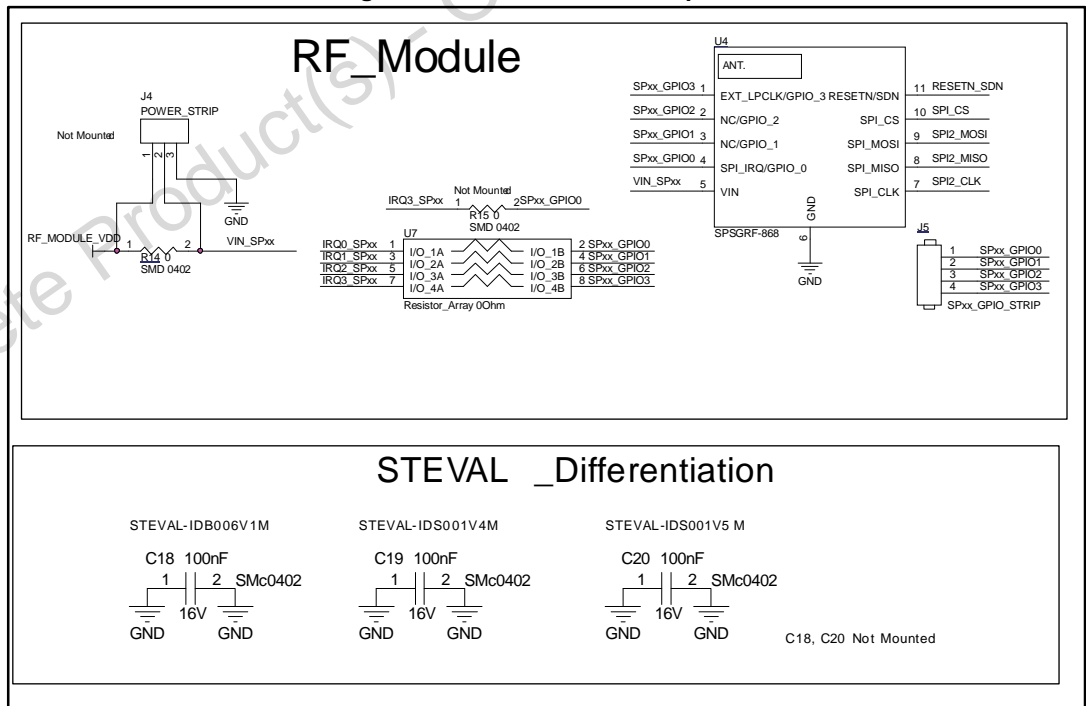 RF_Module
J4
POWER_STRIP
Not Mounted
1 2 3
GND
RF_MODULE_VDD
1 2
VIN_SPxx
R14 0
SMD 0402
Not Mounted
IRQ3_SPxx 1 2 SPxx_GPIO0
R15 0
SMD 0402
U7
IRQ0_SPxx 1 I/O_1A I/O_1B 2 SPxx_GPIO0
IRQ1_SPxx 3 I/O_2A I/O_2B 4 SPxx_GPIO1
IRQ2_SPxx 5 I/O_3A I/O_3B 6 SPxx_GPIO2
IRQ3_SPxx 7 I/O_4A I/O_4B 8 SPxx_GPIO3
Resistor_Array 0Ohm
U4
ANT.
SPxx_GPIO3 1 EXT_LPCLK/GPIO_3 RESETN/SDN 11 RESETN_SDN
SPxx_GPIO2 2 NC/GPIO_2 SPI_CS 10 SPI_CS
SPxx_GPIO1 3 NC/GPIO_1 SPI_MOSI 9 SPI2_MOSI
SPxx_GPIO0 4 SPI_IRQ/GPIO_0 SPI_MISO 8 SPI2_MISO
VIN_SPxx 5 VIN SPI_CLK 7 SPI2_CLK
GND
SPSGRF-868
6
GND
J5
1 SPxx_GPIO0
2 SPxx_GPIO1
3 SPxx_GPIO2
4 SPxx_GPIO3
SPxx_GPIO_STRIP
STEVAL _Differentiation
STEVAL-IDB006V1M
C18 100nF
1 2 SMc0402
16V
GND GND
STEVAL-IDS001V4M
C19 100nF
1 2 SMc0402
16V
GND GND
STEVAL-IDS001V5 M
C20 100nF
1 2 SMc0402
16V
GND GND
C18, C20 Not Mounted
Product(s)